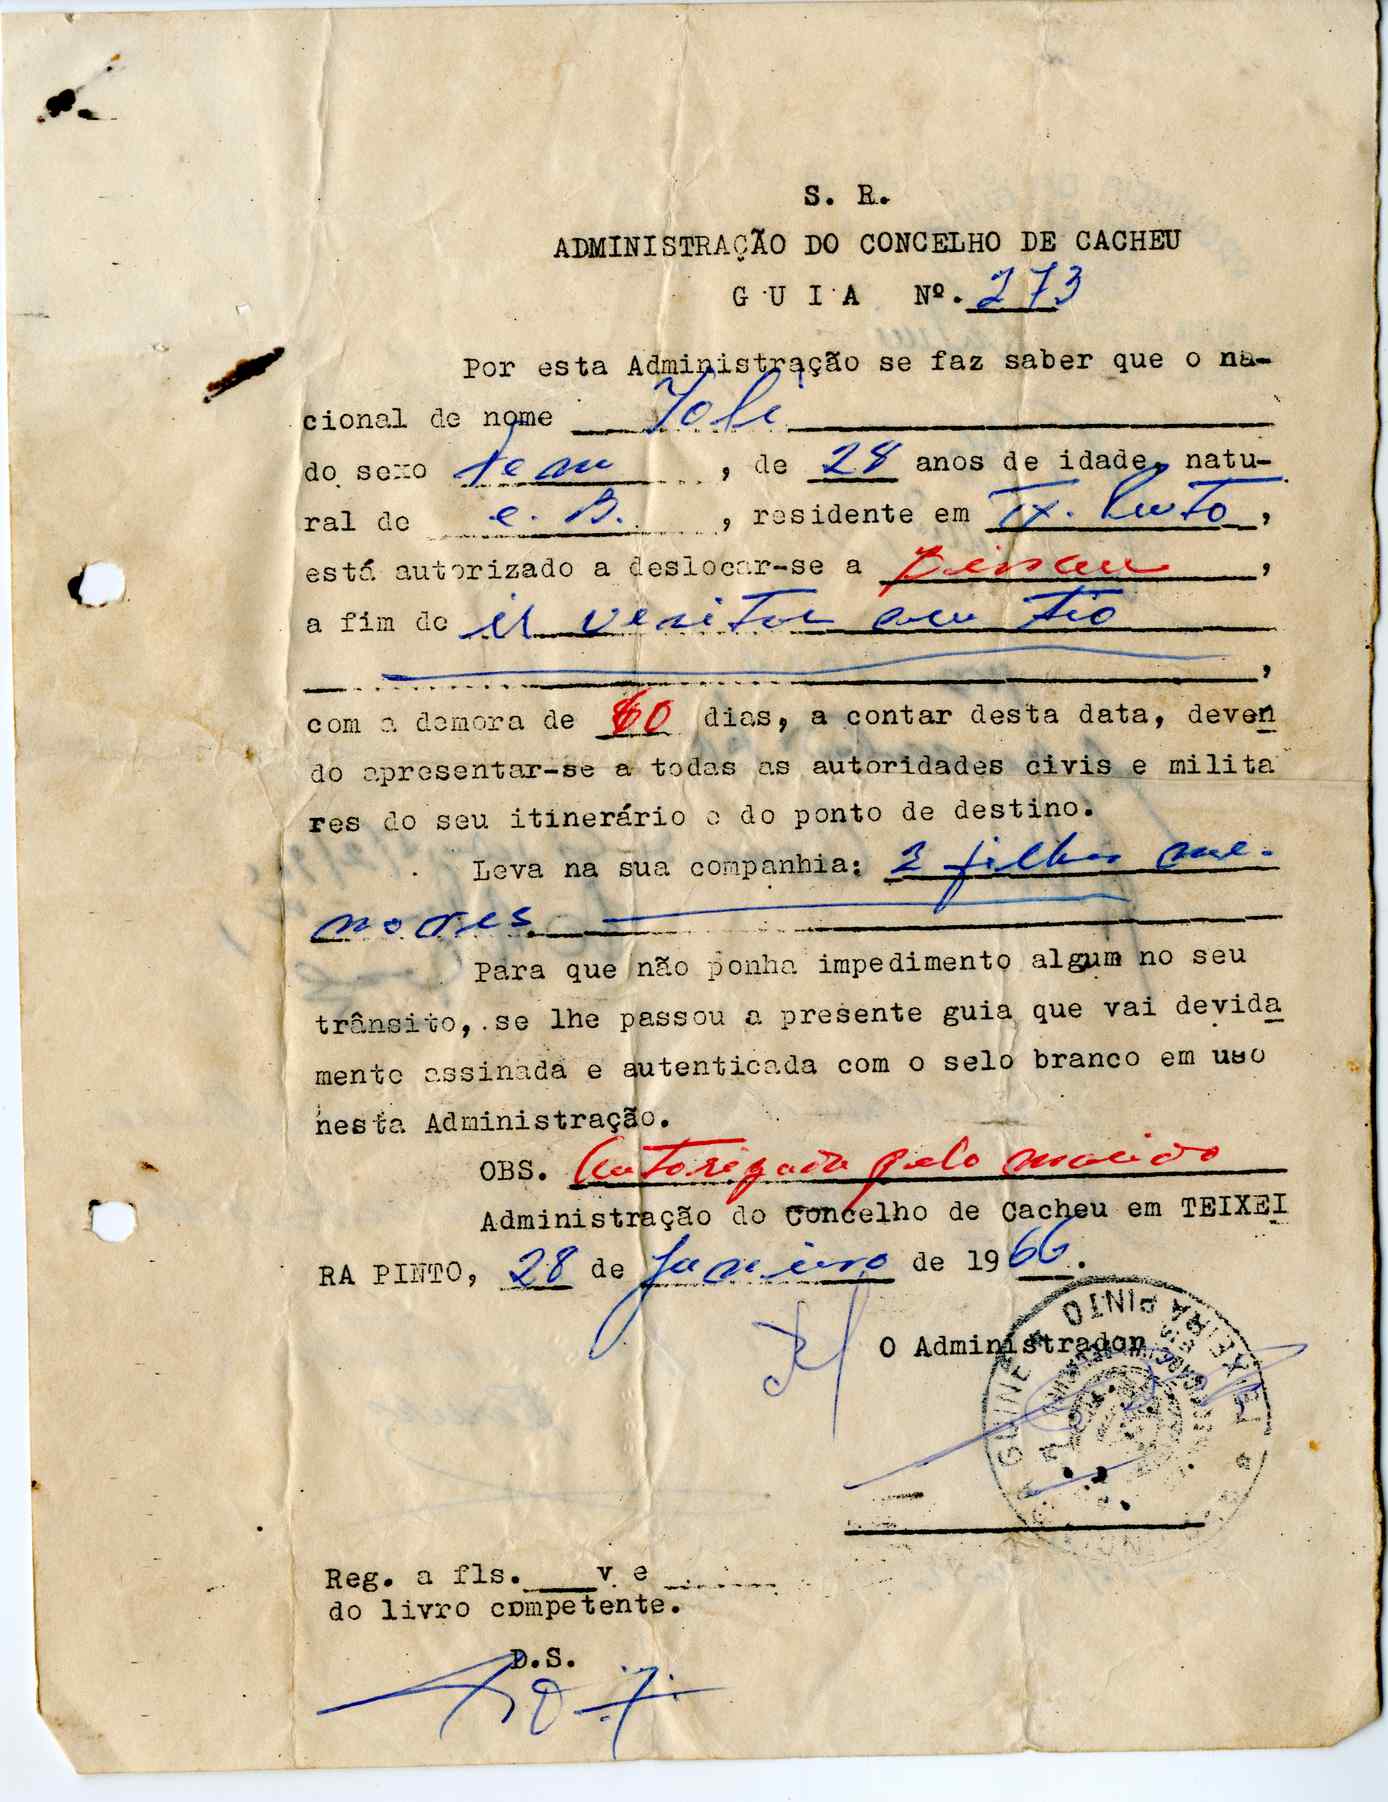 S. R.
ADMINISTRAÇÃO DO CONCELHO DE CACHEU
G U I A Nº. 273
Por esta Administração se faz saber que o na-
cional de nome
do sexo fem , de 28 anos de idade, natu-
ral de , residente em Tx. Pinto,
está autorizado a deslocar-se a Bissau,
a fim de ir visitar seu tio
,
com a demora de 60 dias, a contar desta data, deven
do apresentar-se a todas as autoridades civis e milita
res do seu itinerário e do ponto de destino.
Leva na sua companhia: 2 filhos me-
nores
Para que não ponha impedimento algum no seu
trânsito, se lhe passou a presente guia que vai devida
mente assinada e autenticada com o selo branco em uso
nesta Administração.
OBS. Autorizada pelo marido
Administração do Concelho de Cacheu em TEIXEI
RA PINTO, 28 de Janeiro de 1966.
O Administrador
GUINÉ TEIXEIRA PINTO
Reg. a fls. v e
do livro competente.
D.S.